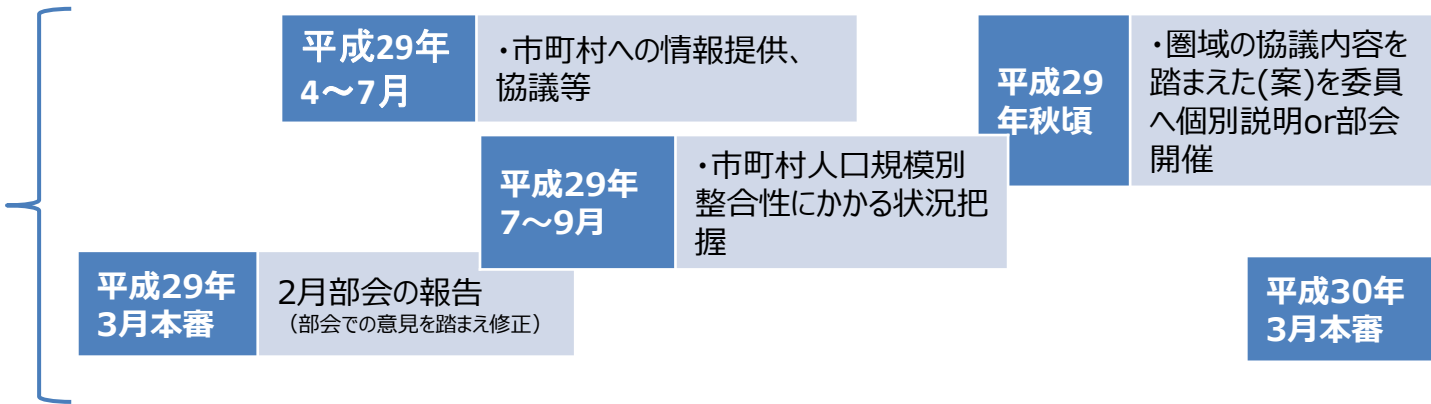 平成29年
4～7月
・市町村への情報提供、
協議等
平成29
年秋頃
・圏域の協議内容を
踏まえた(案)を委員
へ個別説明or部会
開催
平成29年
7～9月
・市町村人口規模別
整合性にかかる状況把
握
平成29年
3月本審
2月部会の報告
（部会での意見を踏まえ修正）
平成30年
3月本審